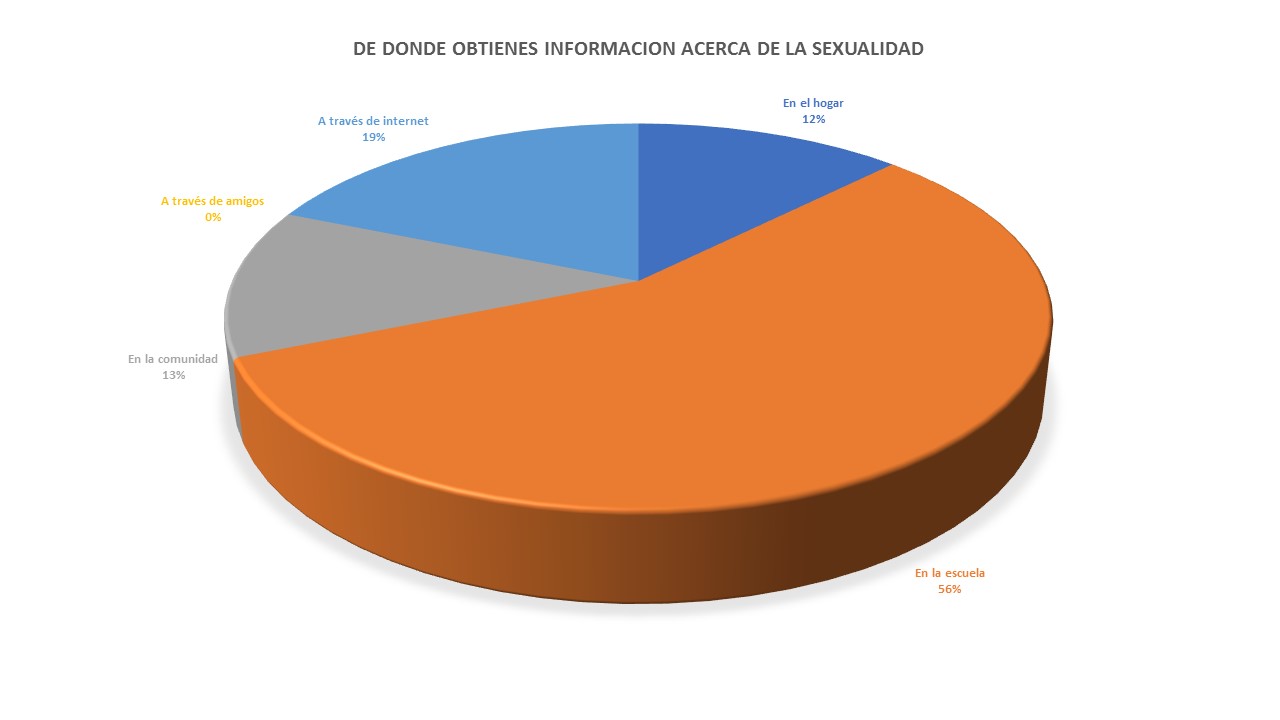 DE DONDE OBTIENES INFORMACION ACERCA DE LA SEXUALIDAD
En el hogar
12%
A través de internet
19%
A través de amigos
0%
En la comunidad
13%
En la escuela
56%